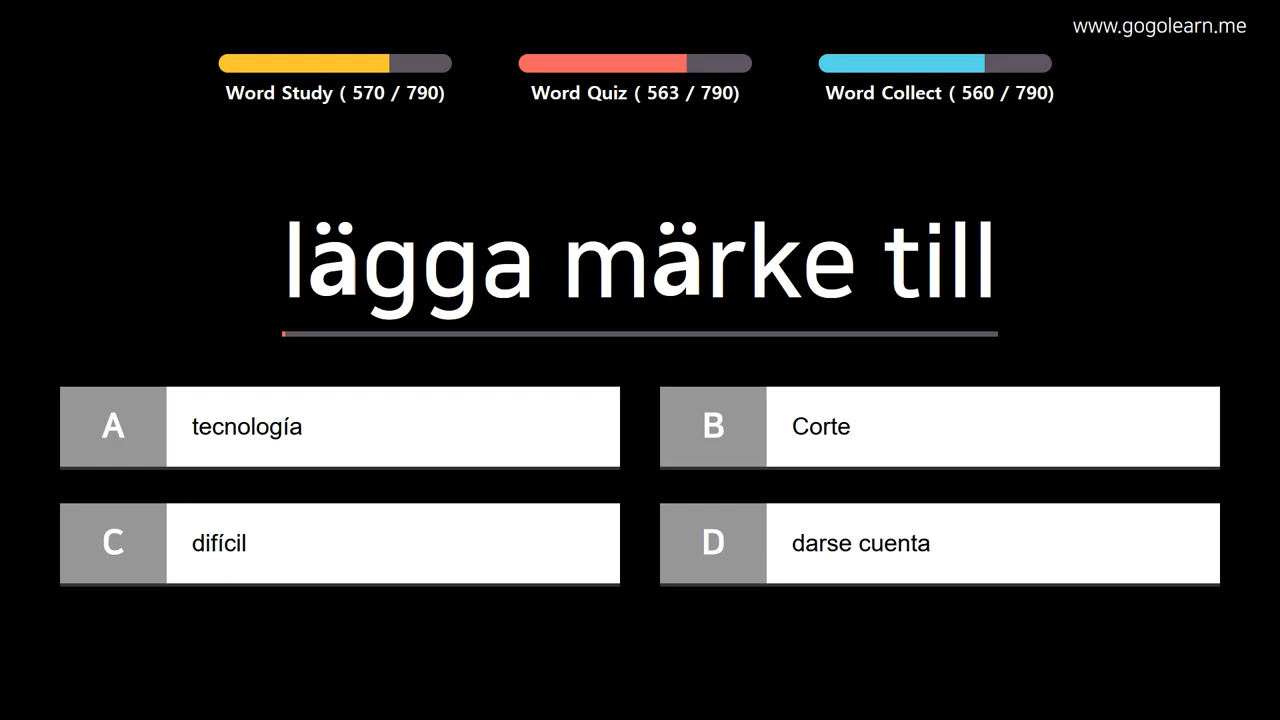 www.gogolearn.me
Word Study ( 570 / 790)
Word Quiz ( 563 / 790)
Word Collect ( 560 / 790)
lägga märke till
A tecnología
B Corte
C difícil
D darse cuenta